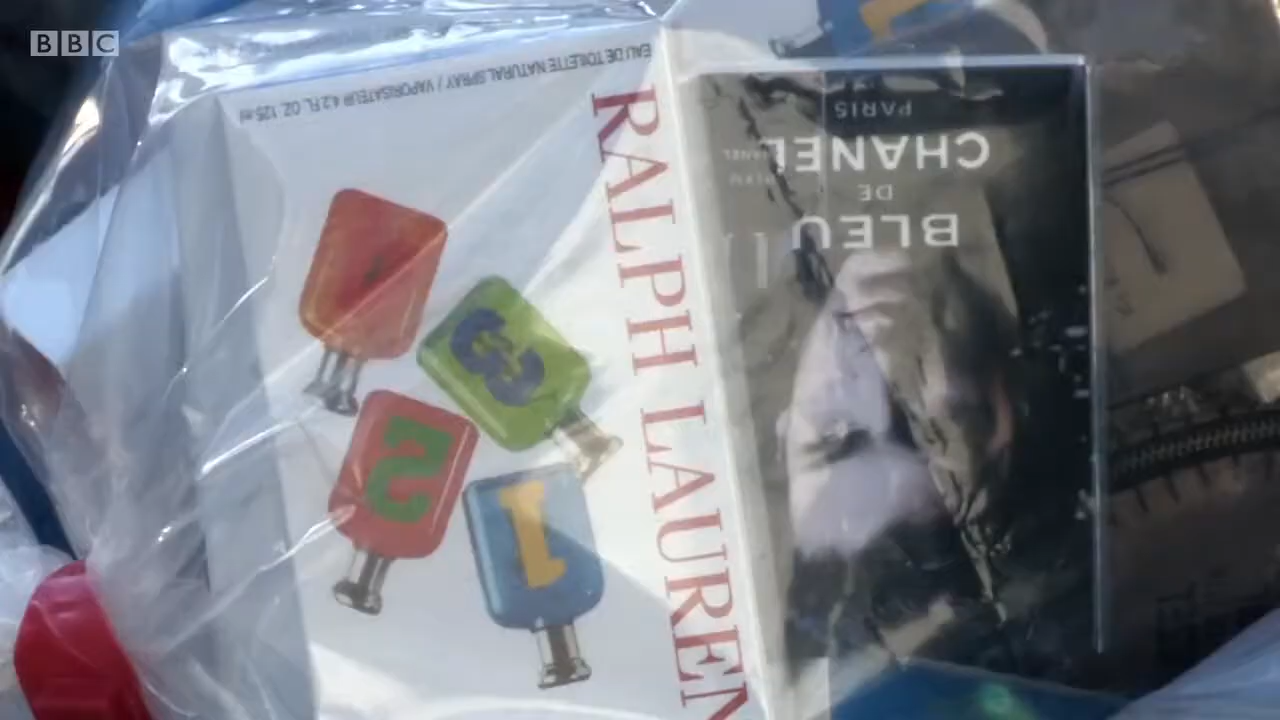 BBC
EAU DE TOILETTE NATURAL SPRAY / VAPORISATEUR 4.2 FL. OZ. 125 ml
RALPH LAUREN
3
2
1
BLEU
DE
CHANEL
PARIS